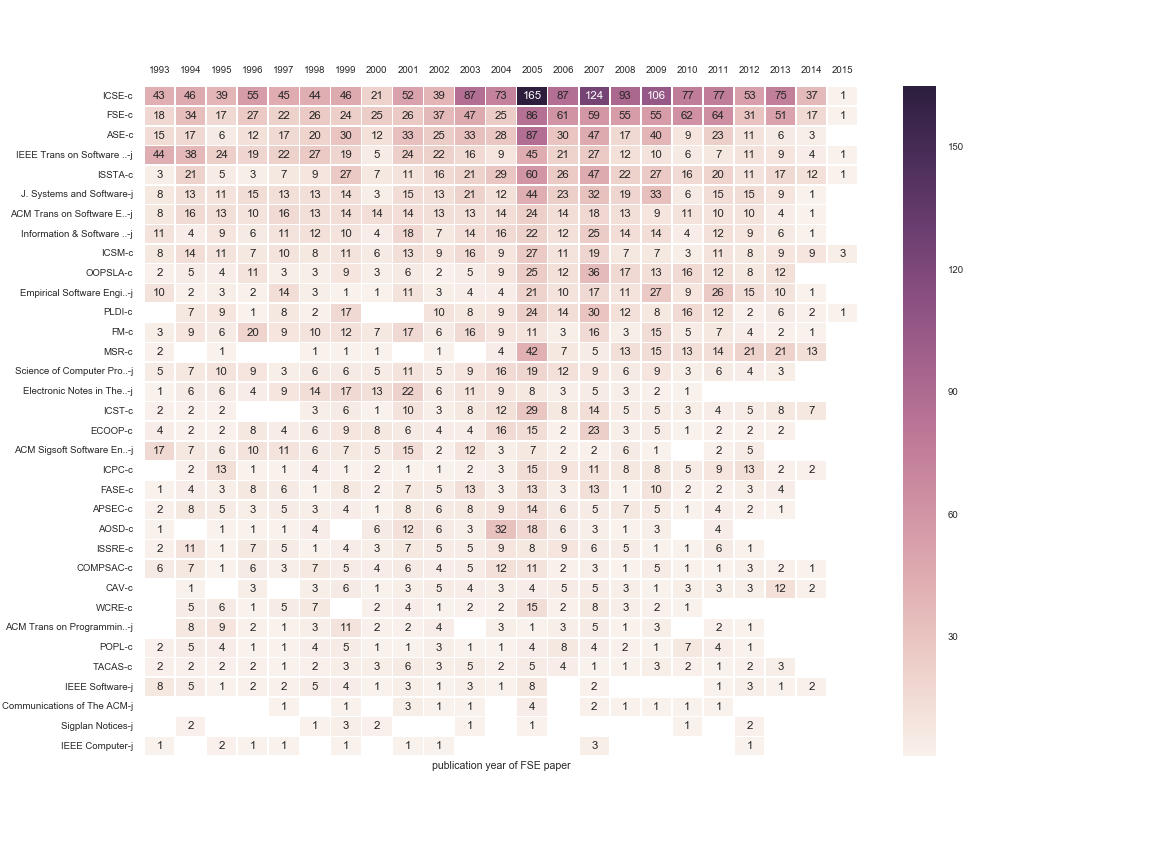 1993 1994 1995 1996 1997 1998 1999 2000 2001 2002 2003 2004 2005 2006 2007 2008 2009 2010 2011 2012 2013 2014 2015
ICSE-c 43 46 39 55 45 44 46 21 52 39 87 73 165 87 124 93 106 77 77 53 75 37 1
FSE-c 18 34 17 27 22 26 24 25 26 37 47 25 86 61 59 55 55 62 64 31 51 17 1
ASE-c 15 17 6 12 17 20 30 12 33 25 33 28 87 30 47 17 40 9 23 11 6 3
IEEE Trans on Software ..-j 44 38 24 19 22 27 19 5 24 22 16 9 45 21 27 12 10 6 7 11 9 4 1
150
ISSTA-c 3 21 5 3 7 9 27 7 11 16 21 29 60 26 47 22 27 16 20 11 17 12 1
J. Systems and Software-j 8 13 11 15 13 13 14 3 15 13 21 12 44 23 32 19 33 6 15 15 9 1
ACM Trans on Software E..-j 8 16 13 10 16 13 14 14 14 13 13 14 24 14 18 13 9 11 10 10 4 1
Information & Software ..-j 11 4 9 6 11 12 10 4 18 7 14 16 22 12 25 14 14 4 12 9 6 1
ICSM-c 8 14 11 7 10 8 11 6 13 9 16 9 27 11 19 7 7 3 11 8 9 9 3
OOPSLA-c 2 5 4 11 3 3 9 3 6 2 5 9 25 12 36 17 13 16 12 8 12
120
Empirical Software Engi..-j 10 2 3 2 14 3 1 1 11 3 4 4 21 10 17 11 27 9 26 15 10 1
PLDI-c 7 9 1 8 2 17 10 8 9 24 14 30 12 8 16 12 2 6 2 1
FM-c 3 9 6 20 9 10 12 7 17 6 16 9 11 3 16 3 15 5 7 4 2 1
MSR-c 2 1 1 1 1 1 4 42 7 5 13 15 13 14 21 21 13
Science of Computer Pro..-j 5 7 10 9 3 6 6 5 11 5 9 16 19 12 9 6 9 3 6 4 3
Electronic Notes in The..-j 1 6 6 4 9 14 17 13 22 6 11 9 8 3 5 3 2 1
90
ICST-c 2 2 2 3 6 1 10 3 8 12 29 8 14 5 5 3 4 5 8 7
ECOOP-c 4 2 2 8 4 6 9 8 6 4 4 16 15 2 23 3 5 1 2 2 2
ACM Sigsoft Software En..-j 17 7 6 10 11 6 7 5 15 2 12 3 7 2 2 6 1 2 5
ICPC-c 2 13 1 1 4 1 2 1 1 2 3 15 9 11 8 8 5 9 13 2 2
FASE-c 1 4 3 8 6 1 8 2 7 5 13 3 13 3 13 1 10 2 2 3 4
APSEC-c 2 8 5 3 5 3 4 1 8 6 8 9 14 6 5 7 5 1 4 2 1
60
AOSD-c 1 1 1 1 4 6 12 6 3 32 18 6 3 1 3 4
ISSRE-c 2 11 1 7 5 1 4 3 7 5 5 9 8 9 6 5 1 1 6 1
COMPSAC-c 6 7 1 6 3 7 5 4 6 4 5 12 11 2 3 1 5 1 1 3 2 1
CAV-c 1 3 3 6 1 3 5 4 3 4 5 5 3 1 3 3 3 12 2
WCRE-c 5 6 1 5 7 2 4 1 2 2 15 2 8 3 2 1
ACM Trans on Programmin..-j 8 9 2 1 3 11 2 2 4 3 1 3 5 1 3 2 1
30
POPL-c 2 5 4 1 1 4 5 1 1 3 1 1 4 8 4 2 1 7 4 1
TACAS-c 2 2 2 2 1 2 3 3 6 3 5 2 5 4 1 1 3 2 1 2 3
IEEE Software-j 8 5 1 2 2 5 4 1 3 1 3 1 8 2 1 3 1 2
Communications of The ACM-j 1 1 3 1 1 4 2 1 1 1 1
Sigplan Notices-j 2 1 3 2 1 1 1 2
IEEE Computer-j 1 2 1 1 1 1 1 3 1
publication year of FSE paper